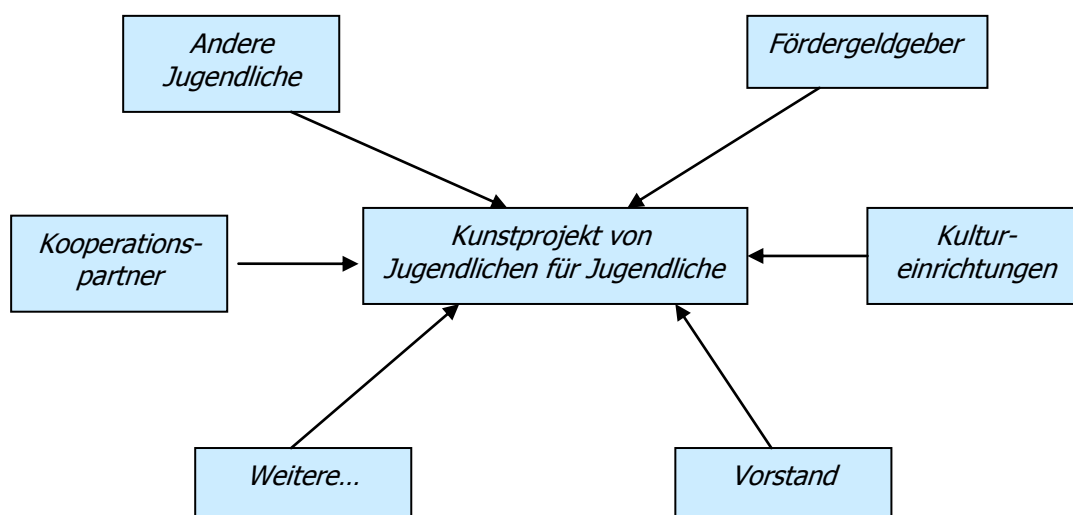 Andere
Jugendliche
Fördergeldgeber
Kooperations-
partner
Kunstprojekt von
Jugendlichen für Jugendliche
Kultur-
einrichtungen
Weitere...
Vorstand